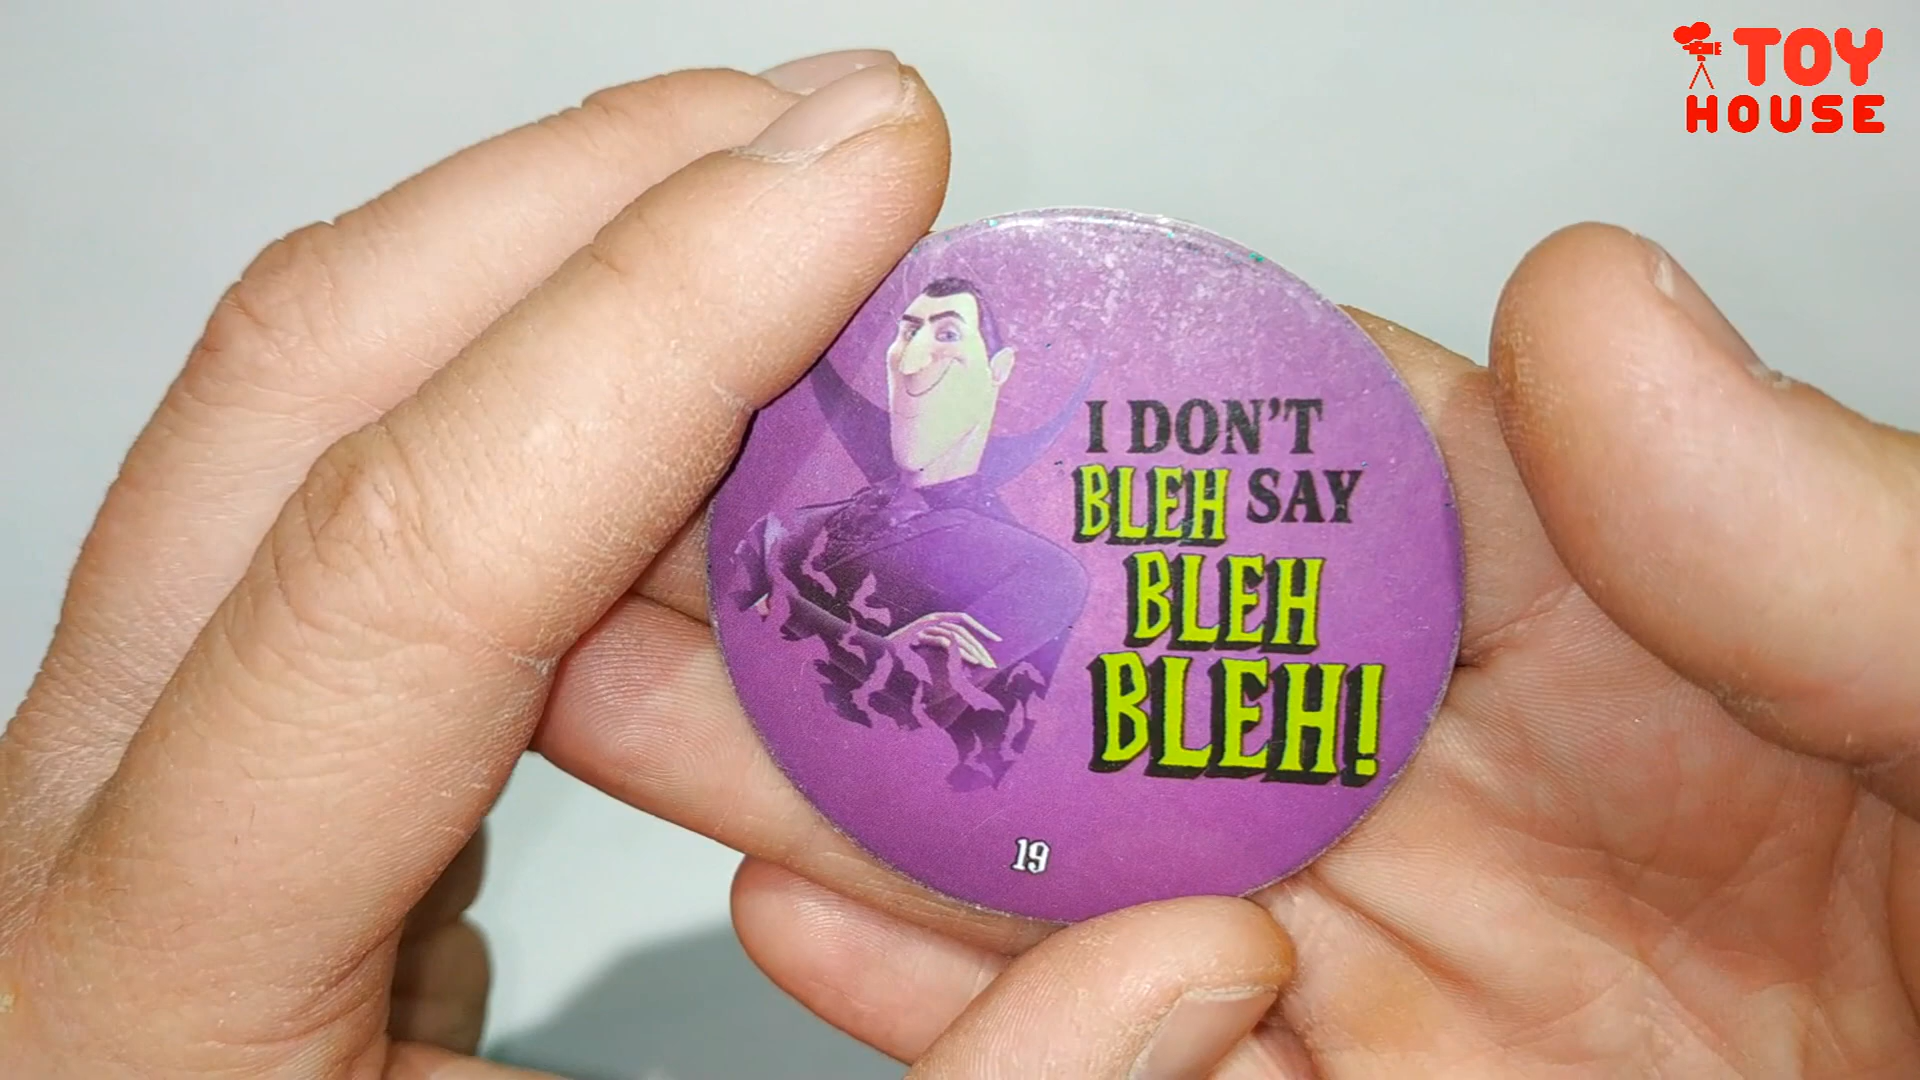 TOY
HOUSE
I DON'T
BLEH SAY
BLEH
BLEH!
19